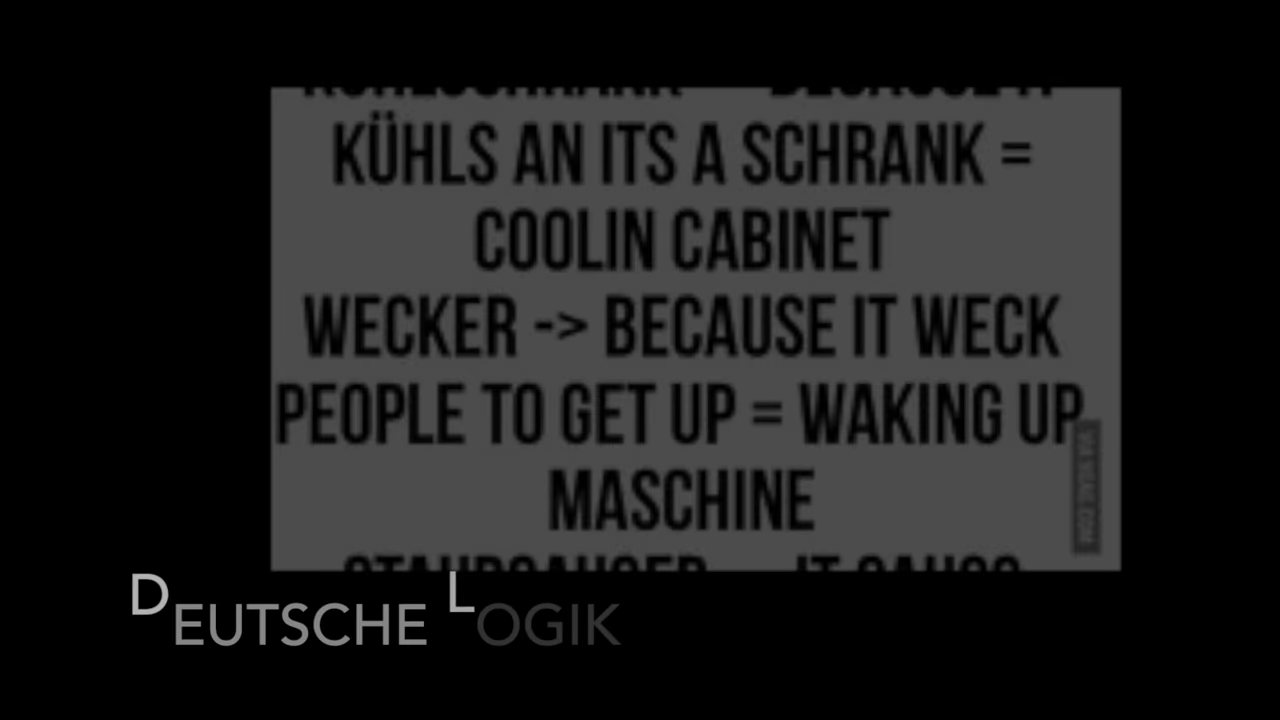 KÜHLS AN ITS A SCHRANK =
COOLIN CABINET
WECKER -> BECAUSE IT WECK
PEOPLE TO GET UP = WAKING UP
MASCHINE
DEUTSCHE LOGIK